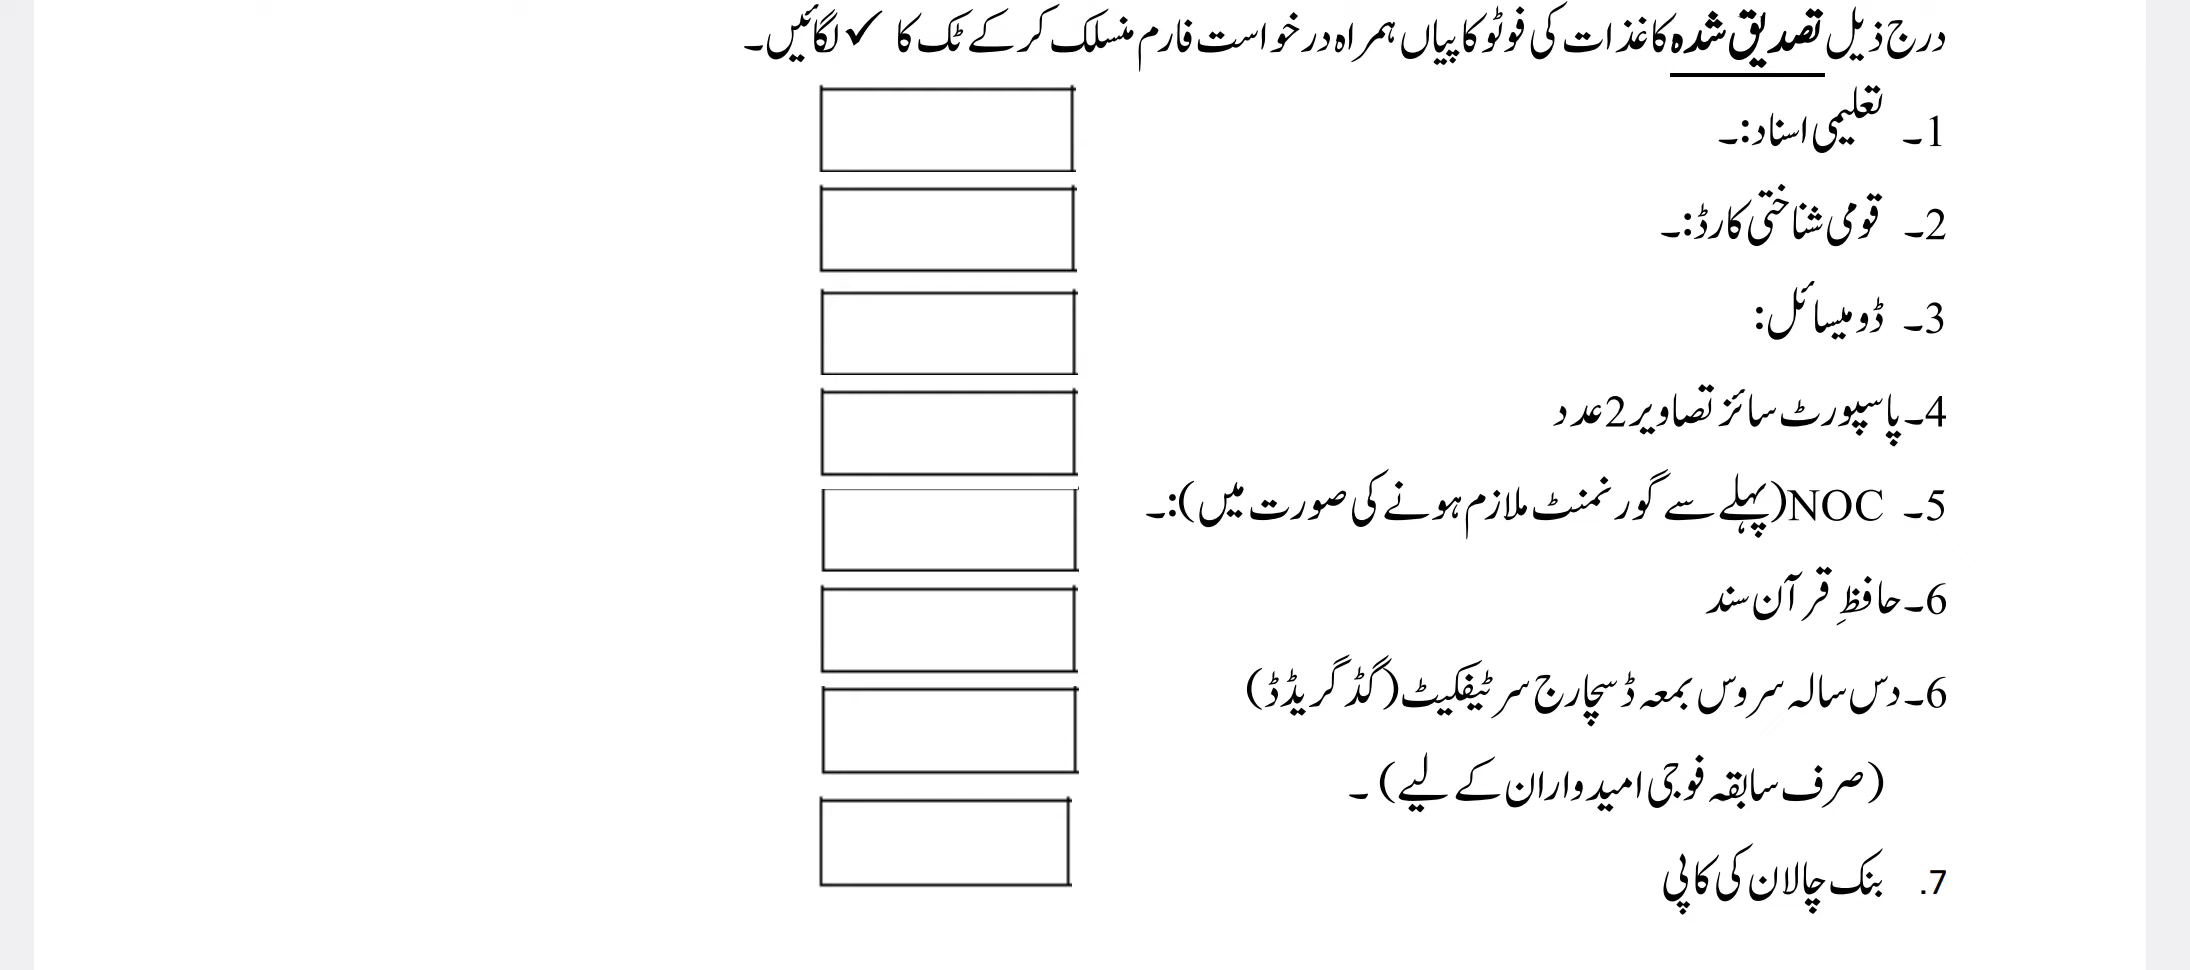 درج ذیل تصدیق شدہ کاغذات کی فوٹو کاپیاں ہمراہ درخواست فارم منسلک کر کے ٹک کا ✓ لگائیں۔
1۔ تعلیمی اسناد:۔
2۔ قومی شناختی کارڈ:۔
3۔ ڈومیسائل:
4۔پاسپورٹ سائز تصاویر 2عدد
5۔ NOC(پہلے سے گورنمنٹ ملازم ہونے کی صورت میں):۔
6۔حافظِ قرآن سند
6۔دس سالہ سروس بمعہ ڈسچارج سرٹیفکیٹ(گڈ گریڈڈ)
(صرف سابقہ فوجی امیدواران کے لیے)۔
7. بنک چالان کی کاپی